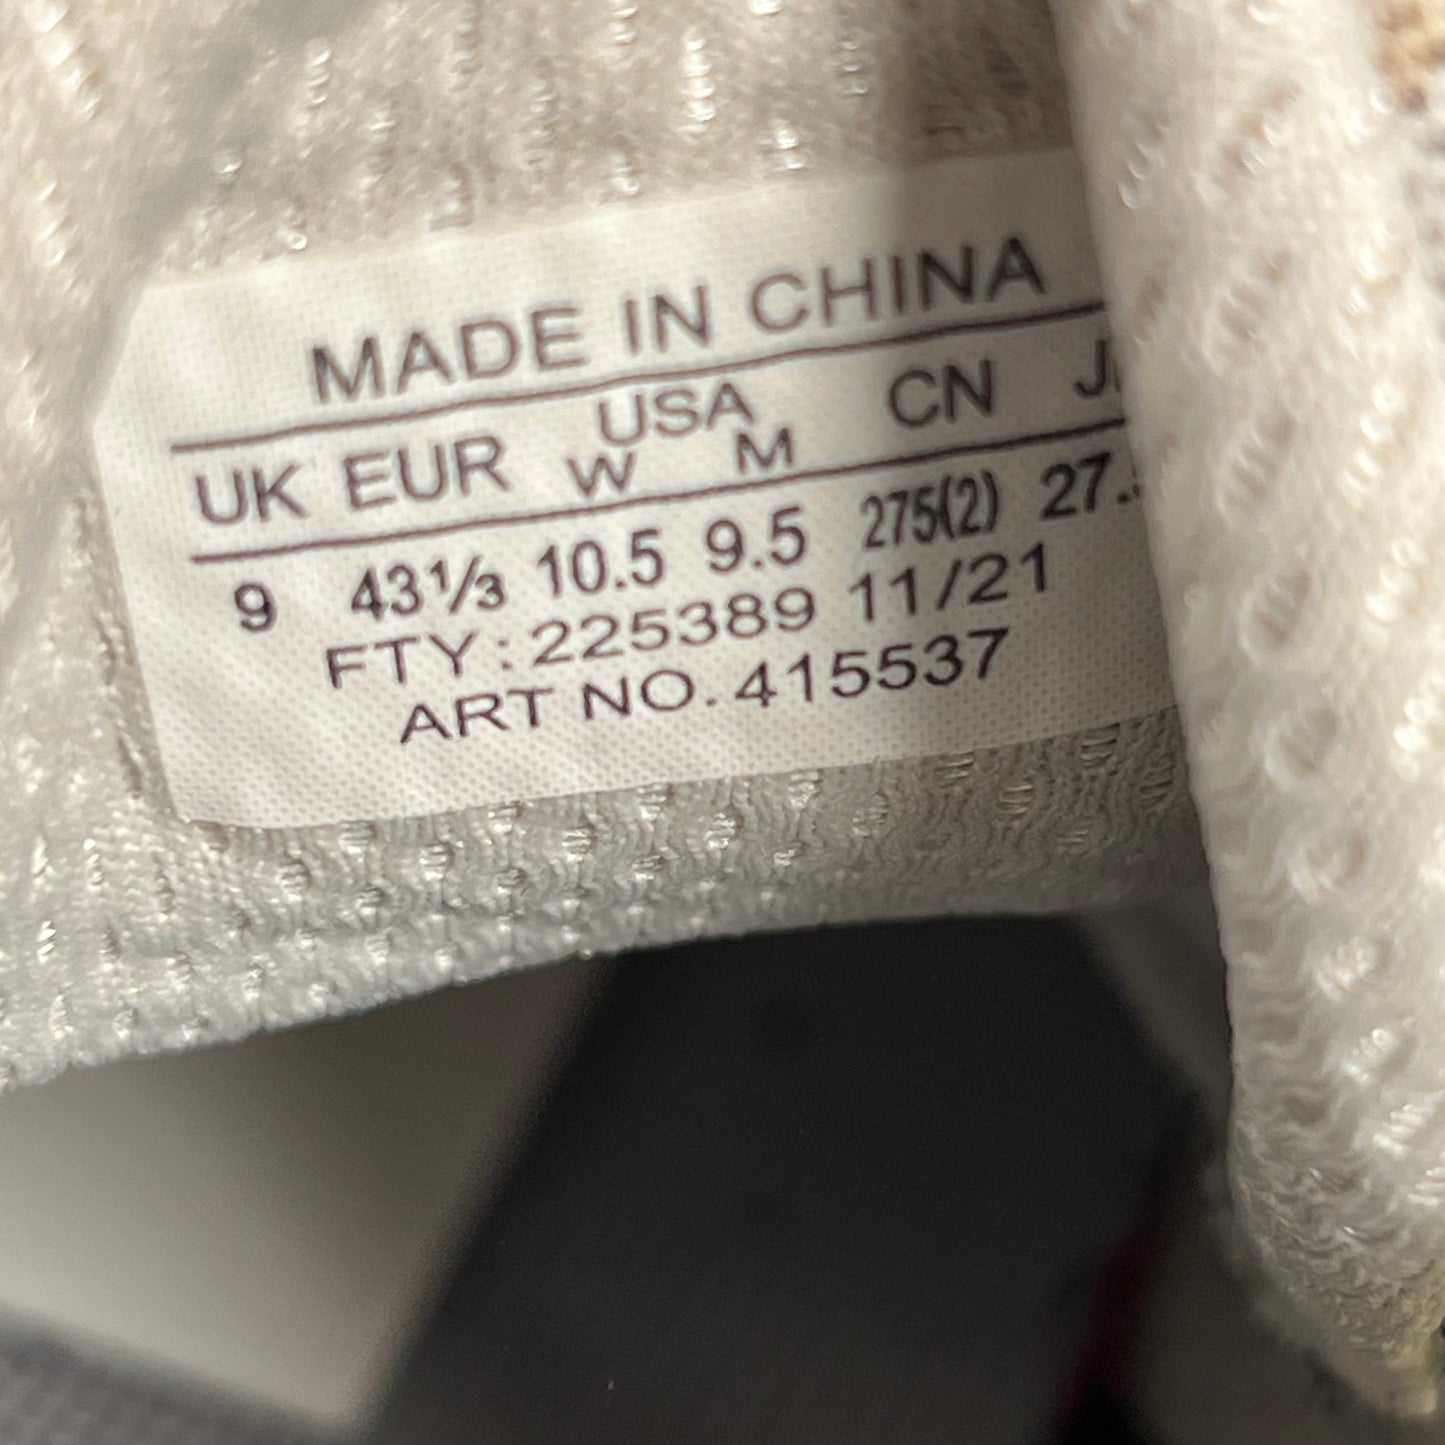 MADE IN CHINA
UK EUR USA CN
W M
9 43⅓ 10.5 9.5 275(2) 27.
FTY: 225389 11/21
ART NO. 415537